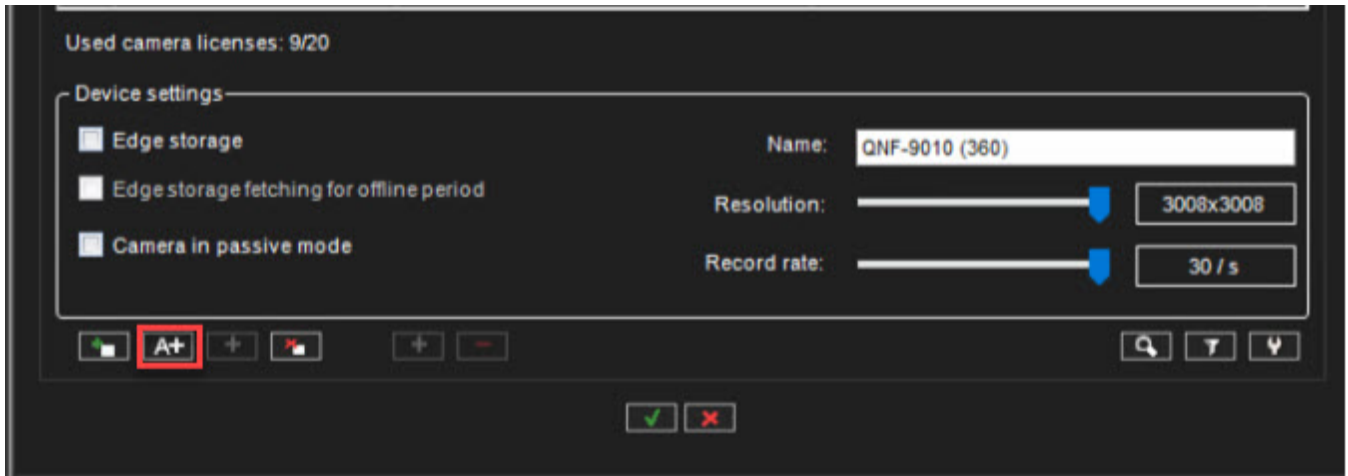 Used camera licenses: 9/20
Device settings
Edge storage
Name:
QNF-9010 (360)
Edge storage fetching for offline period
Resolution:
3008x3008
Camera in passive mode
Record rate:
30 / s
A+